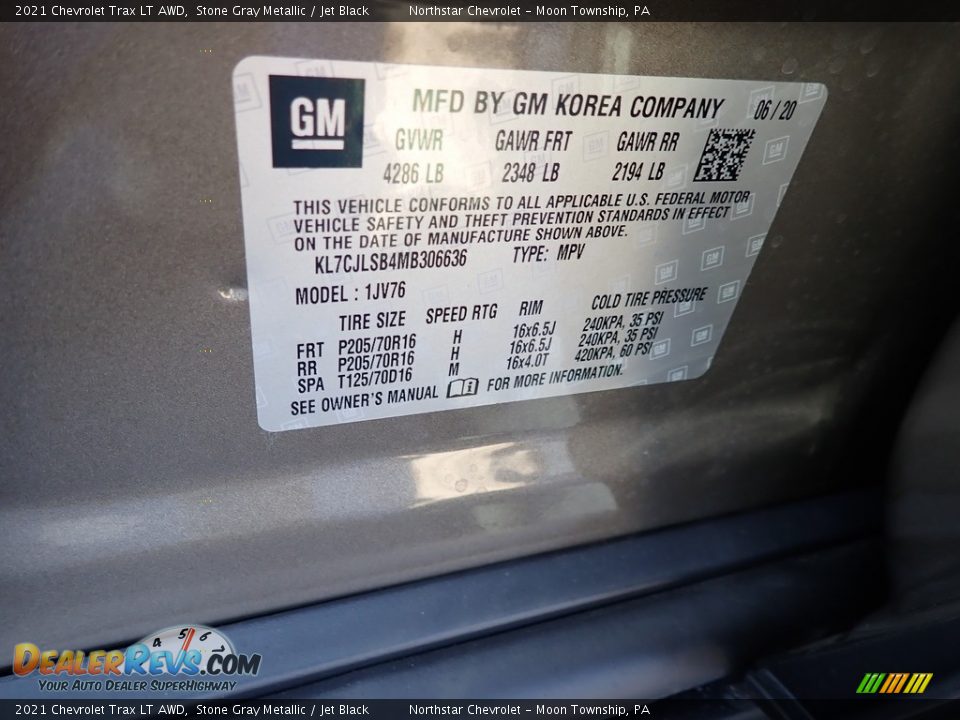 2021 Chevrolet Trax LT AWD, Stone Gray Metallic / Jet Black Northstar Chevrolet - Moon Township, PA
GM MFD BY GM KOREA COMPANY 06 / 20
GVWR GAWR FRT GAWR RR
4286 LB 2348 LB 2194 LB
THIS VEHICLE CONFORMS TO ALL APPLICABLE U.S. FEDERAL MOTOR
VEHICLE SAFETY AND THEFT PREVENTION STANDARDS IN EFFECT
ON THE DATE OF MANUFACTURE SHOWN ABOVE.
KL7CJLSB4MB306636 TYPE: MPV
MODEL : 1JV76
TIRE SIZE SPEED RTG RIM COLD TIRE PRESSURE
FRT P205/70R16 H 16x6.5J 240KPA, 35 PSI
RR P205/70R16 H 16x6.5J 240KPA, 35 PSI
SPA T125/70D16 M 16x4.0T 420KPA, 60 PSI
SEE OWNER'S MANUAL FOR MORE INFORMATION.
4 5 6
DEALERREVS.COM
YOUR AUTO DEALER SUPERHIGHWAY
2021 Chevrolet Trax LT AWD, Stone Gray Metallic / Jet Black Northstar Chevrolet - Moon Township, PA